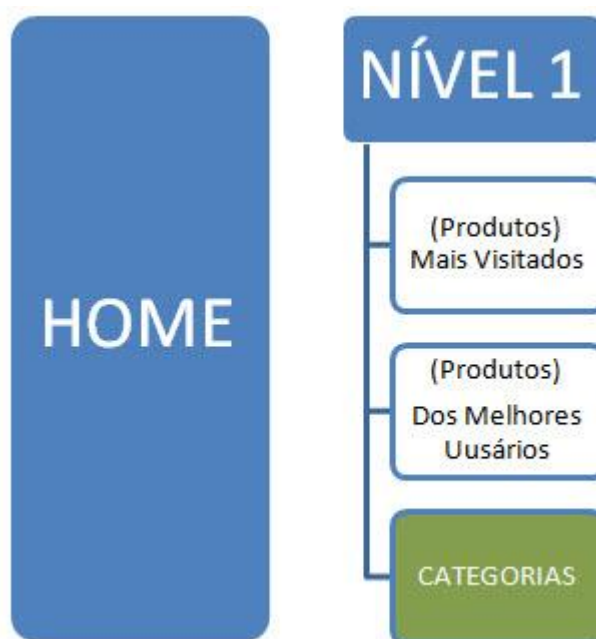 HOME
NÍVEL 1
(Produtos)
Mais Visitados
(Produtos)
Dos Melhores
Uusários
CATEGORIAS